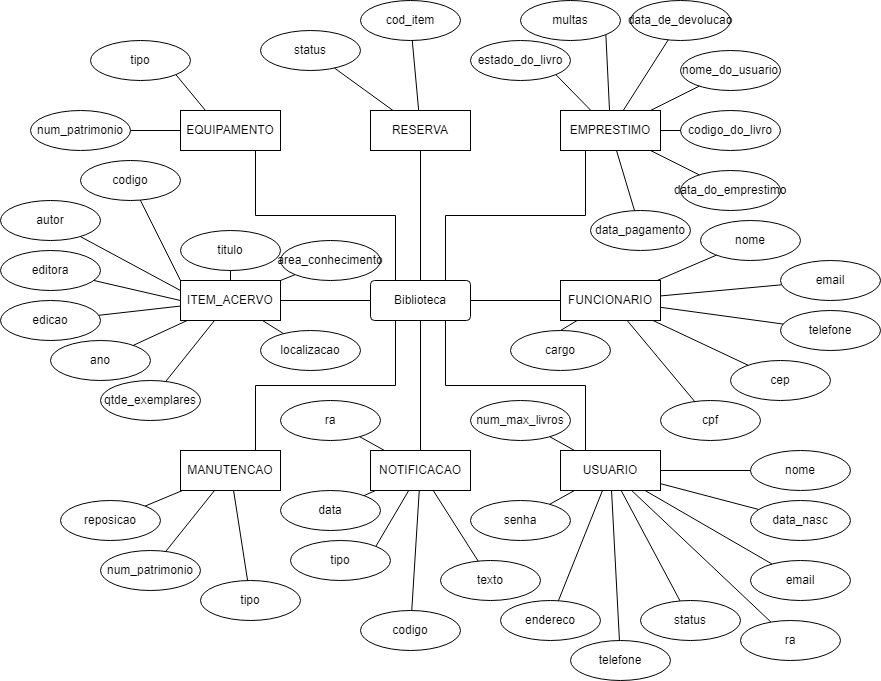 cod_item
multas
data_de_devolucao
status
tipo
estado_do_livro
nome_do_usuario
num_patrimonio
EQUIPAMENTO
RESERVA
EMPRESTIMO
codigo_do_livro
codigo
data_do_emprestimo
autor
titulo
data_pagamento
nome
editora
area_conhecimento
email
ITEM_ACERVO
Biblioteca
FUNCIONARIO
edicao
telefone
ano
localizacao
cargo
cep
qtde_exemplares
ra
num_max_livros
cpf
MANUTENCAO
NOTIFICACAO
USUARIO
nome
reposicao
data
senha
data_nasc
num_patrimonio
tipo
texto
email
tipo
codigo
endereco
status
ra
telefone